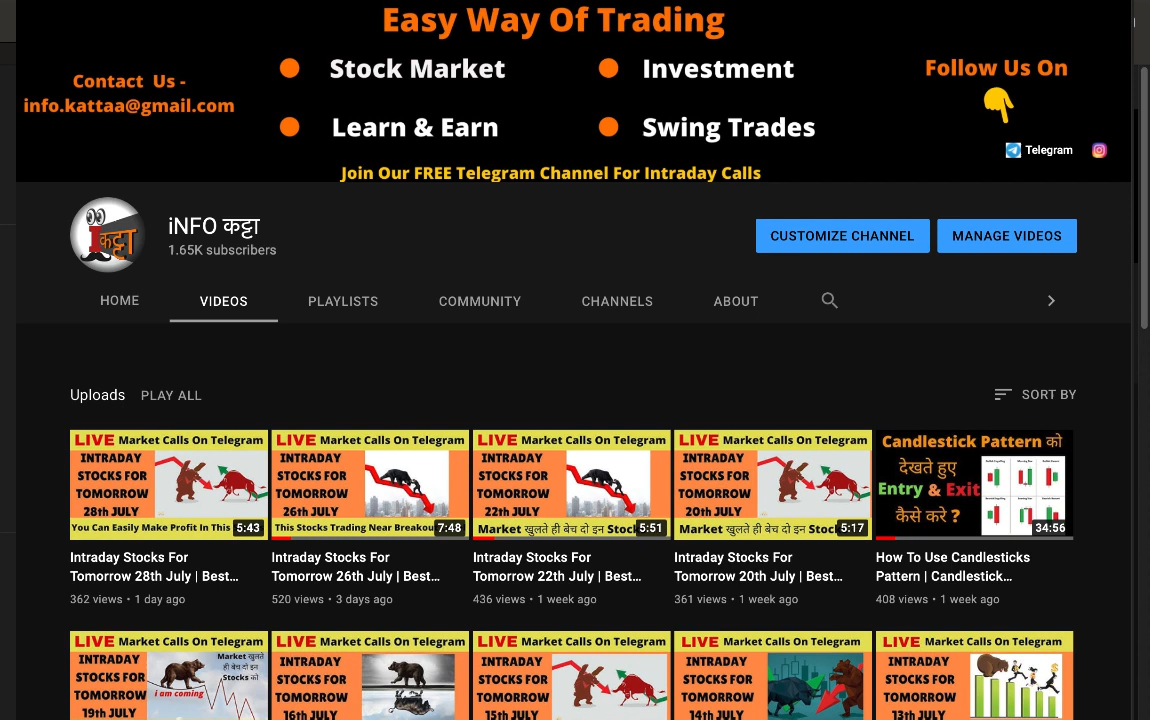 Easy Way Of Trading
Contact Us -
info.kattaa@gmail.com
Stock Market
Investment
Learn & Earn
Swing Trades
Join Our FREE Telegram Channel For Intraday Calls
Follow Us On
Telegram
कट्टा
iNFO कट्टा
1.65K subscribers
CUSTOMIZE CHANNEL
MANAGE VIDEOS
HOME
VIDEOS
PLAYLISTS
COMMUNITY
CHANNELS
ABOUT
Uploads
PLAY ALL
SORT BY
LIVE Market Calls On Telegram
INTRADAY
STOCKS FOR
TOMORROW
28th JULY
You Can Easily Make Profit In This
5:43
Intraday Stocks For
Tomorrow 28th July | Best...
362 views • 1 day ago
LIVE Market Calls On Telegram
INTRADAY
STOCKS FOR
TOMORROW
26th JULY
This Stocks Trading Near Breakou
7:48
Intraday Stocks For
Tomorrow 26th July | Best...
520 views • 3 days ago
LIVE Market Calls On Telegram
INTRADAY
STOCKS FOR
TOMORROW
22th JULY
Market खुलते ही बेच दो इन Stock
5:51
Intraday Stocks For
Tomorrow 22th July | Best...
436 views • 1 week ago
LIVE Market Calls On Telegram
INTRADAY
STOCKS FOR
TOMORROW
20th JULY
Market खुलते ही बेच दो इन Stock
5:17
Intraday Stocks For
Tomorrow 20th July | Best...
361 views • 1 week ago
Candlestick Pattern को
देखते हुए
Entry & Exit
कैसे करे ?
34:56
How To Use Candlesticks
Pattern | Candlestick...
408 views • 1 week ago
LIVE Market Calls On Telegram
INTRADAY
STOCKS FOR
TOMORROW
19th JULY
Market खुलते
ही बेच दो इन
Stocks को
i am coming
LIVE Market Calls On Telegram
INTRADAY
STOCKS FOR
TOMORROW
16th JULY
LIVE Market Calls On Telegram
INTRADAY
STOCKS FOR
TOMORROW
15th JULY
LIVE Market Calls On Telegram
INTRADAY
STOCKS FOR
TOMORROW
14th JULY
LIVE Market Calls On Telegram
INTRADAY
STOCKS FOR
TOMORROW
13th JULY